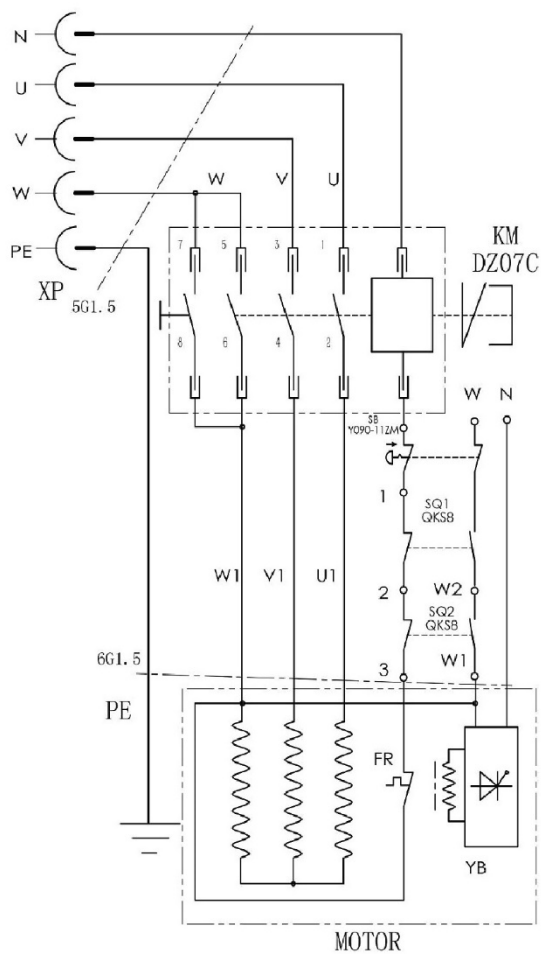 N
U
V
W
PE
XP
5G1.5
W
V
U
7
5
3
1
KM
DZ07C
8
6
4
2
SB
Y090-11ZM
W
N
1
SQ1
QKS8
2
W2
SQ2
QKS8
W1
V1
U1
3
W1
6G1.5
PE
FR
YB
MOTOR